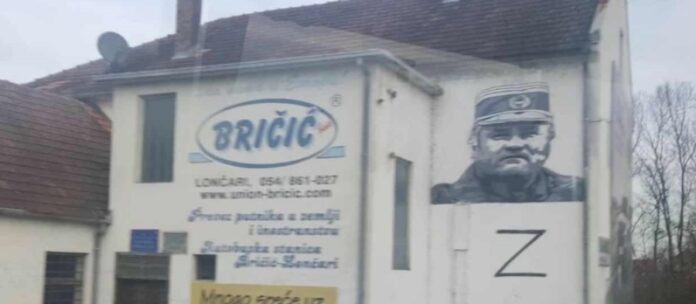 BRIČIĆ
®
LONČARI, 054/ 861-027
www.union-bricic.com
Prevoz putnika u zemlji
i inostranstvu
Autobuska stanica
Bričić-Lončari
Mnogo sreće uz
Z